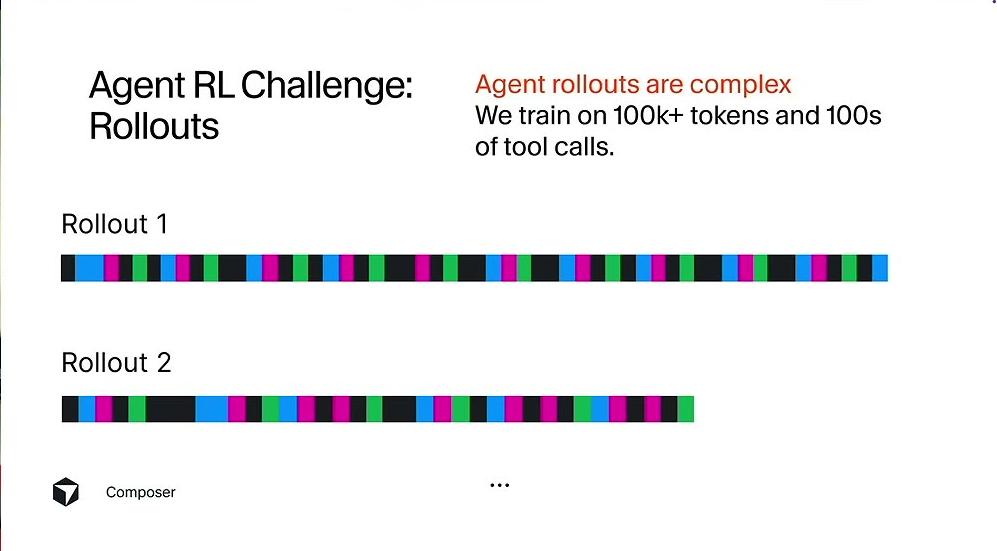 Agent RL Challenge:
Rollouts
Agent rollouts are complex
We train on 100k+ tokens and 100s
of tool calls.
Rollout 1
Rollout 2
Composer
...